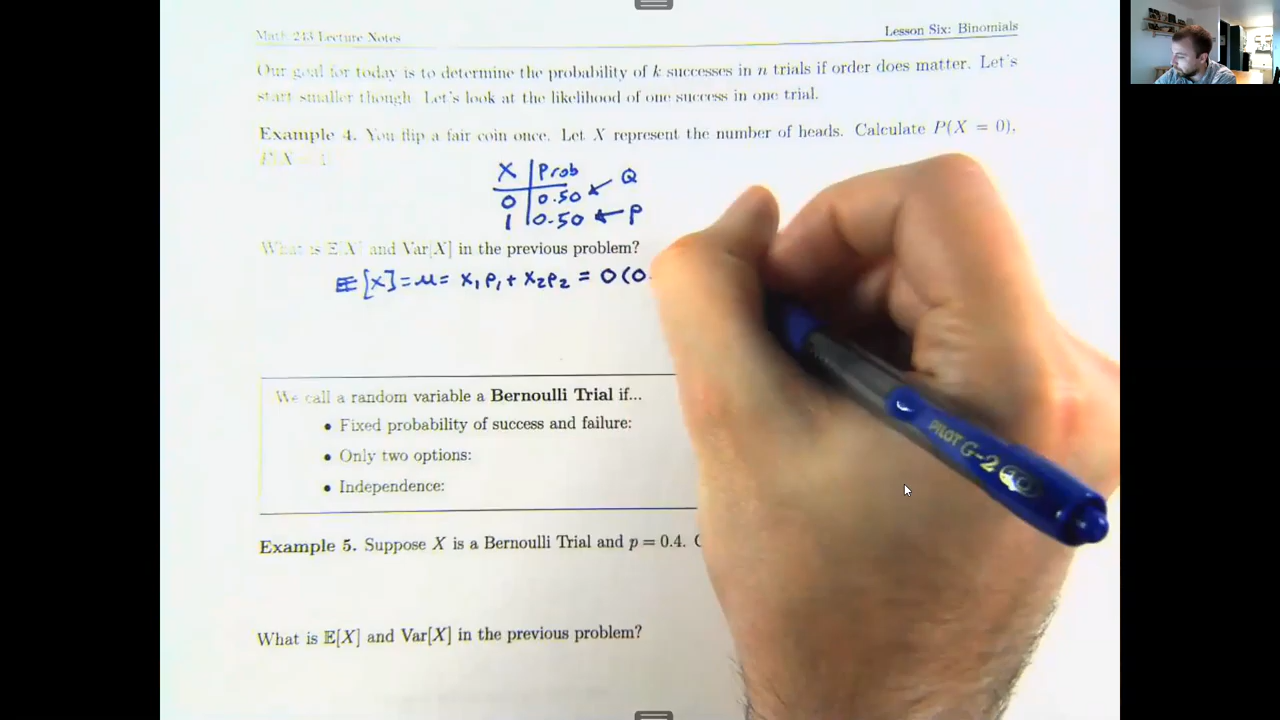 Math 243 Lecture Notes
Lesson Six: Binomials
Our goal for today is to determine the probability of k successes in n trials if order does matter. Let's
start smaller though. Let's look at the likelihood of one success in one trial.
Example 4. You flip a fair coin once. Let X represent the number of heads. Calculate P(X = 0),
P(X = 1
X Prob
0 0.50 ← Q
1 0.50 ← P
What is E[X] and Var[X] in the previous problem?
E[X] = μ = x₁p₁ + x₂p₂ = 0(0.
We call a random variable a Bernoulli Trial if...
• Fixed probability of success and failure:
• Only two options:
• Independence:
Example 5. Suppose X is a Bernoulli Trial and p = 0.4.
What is E[X] and Var[X] in the previous problem?
PILOT G-2 10